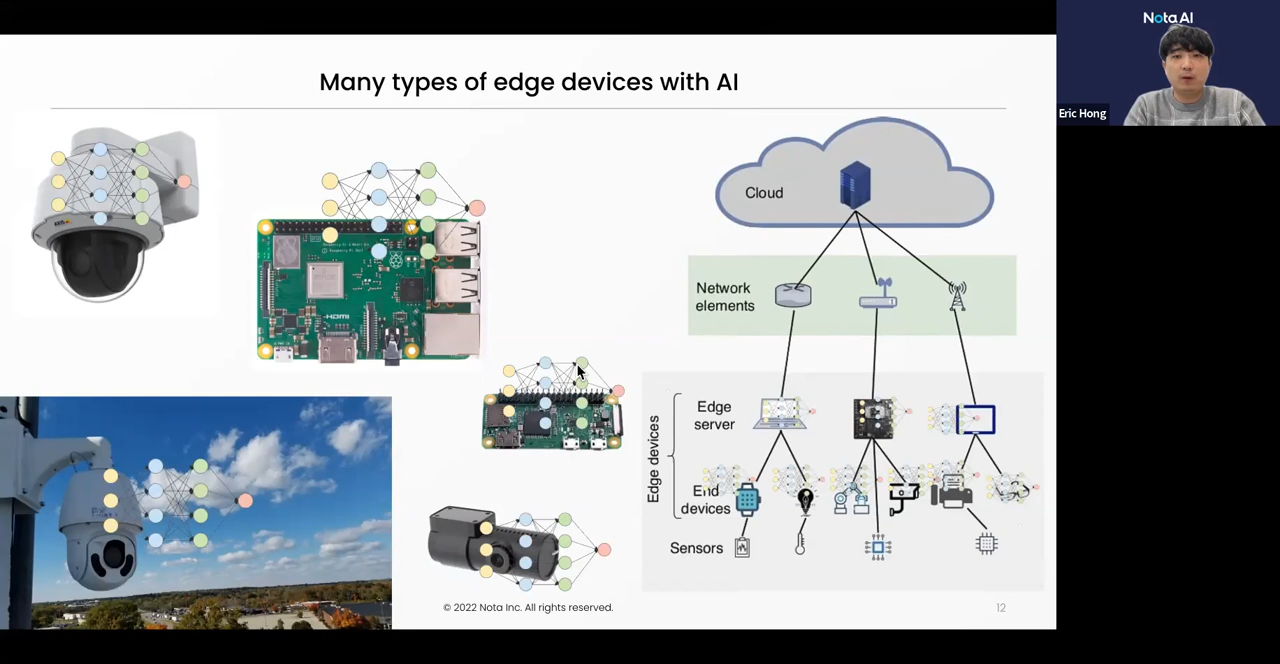 Many types of edge devices with AI
Nota AI
Eric Hong
Cloud
Network
elements
HDMI
Edge
server
Edge devices
End
devices
Sensors
© 2022 Nota Inc. All rights reserved.
12